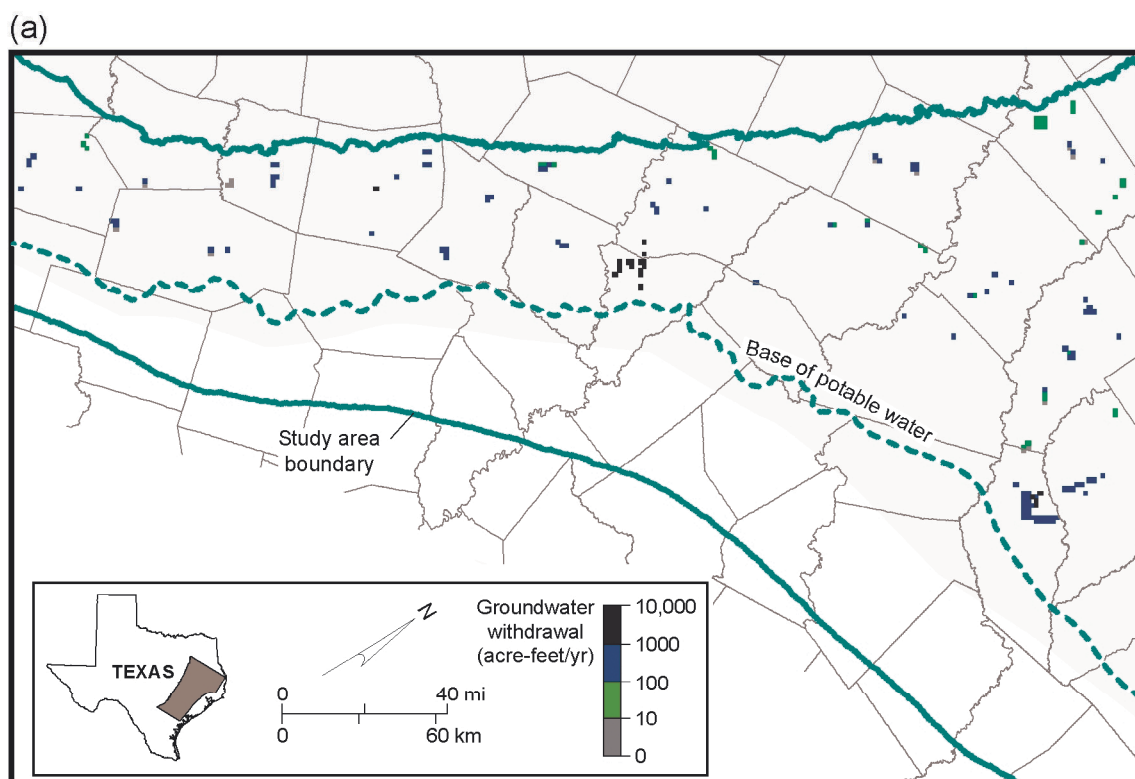 (a)
Base of potable water
Study area
boundary
TEXAS
N
0 40 mi
0 60 km
Groundwater
withdrawal
(acre-feet/yr)
10,000
1000
100
10
0